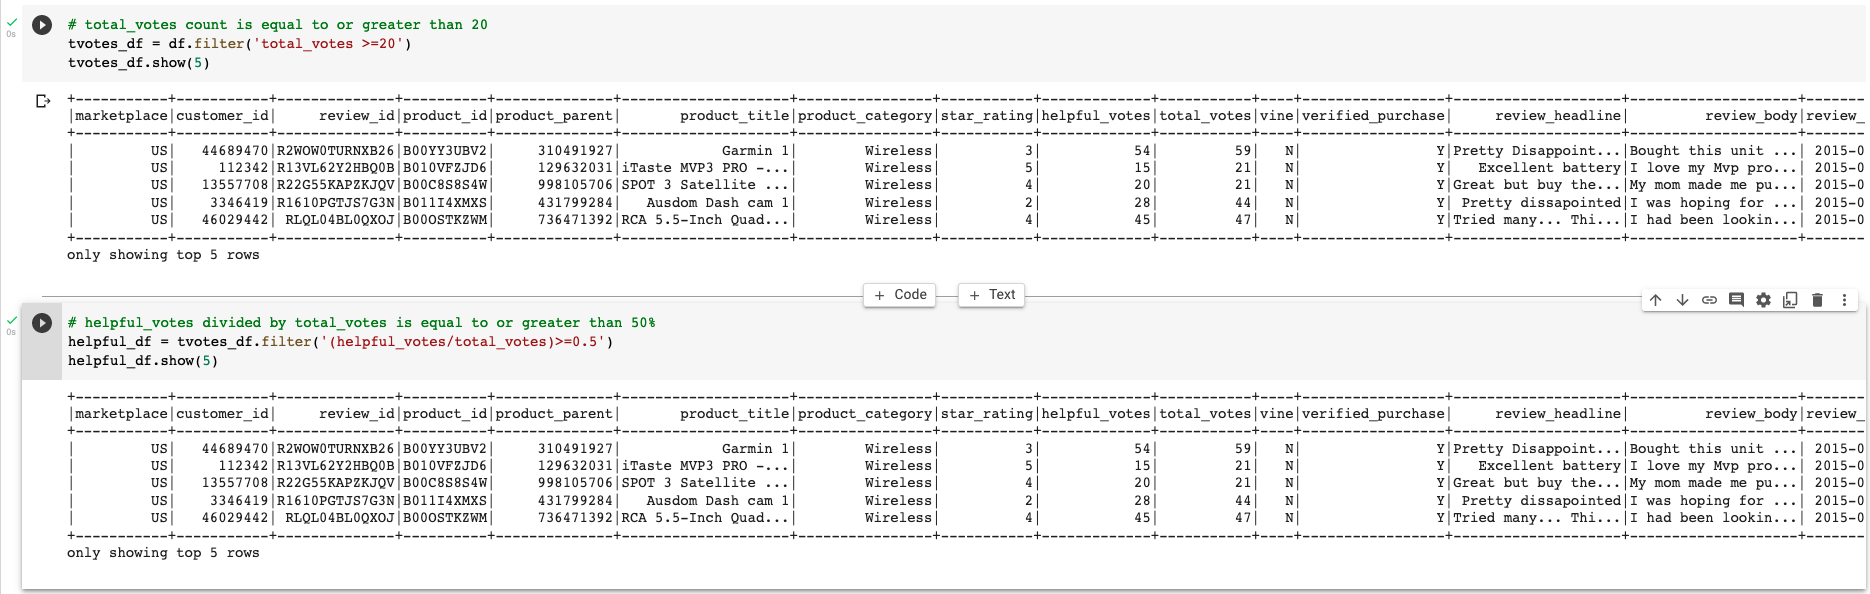 0s
# total_votes count is equal to or greater than 20
tvotes_df = df.filter('total_votes >=20')
tvotes_df.show(5)
+-----------+-----------+--------------+----------+--------------+--------------------+----------------+-----------+-------------+-----------+----+-----------------+--------------------+--------------------+-------
|marketplace|customer_id|     review_id|product_id|product_parent|       product_title|product_category|star_rating|helpful_votes|total_votes|vine|verified_purchase|     review_headline|         review_body|review_
+-----------+-----------+--------------+----------+--------------+--------------------+----------------+-----------+-------------+-----------+----+-----------------+--------------------+--------------------+-------
|         US|   44689470|R2WOW0TURNXB26|B00YY3UBV2|     310491927|            Garmin 1|        Wireless|          3|           54|         59|   N|                Y|Pretty Disappoint...|Bought this unit ...| 2015-0
|         US|     112342|R13VL62Y2HBQ0B|B010VFZJD6|     129632031|iTaste MVP3 PRO -...|        Wireless|          5|           15|         21|   N|                Y|   Excellent battery|I love my Mvp pro...| 2015-0
|         US|   13557708|R22G55KAPZKJQV|B00C8S8S4W|     998105706|SPOT 3 Satellite ...|        Wireless|          4|           20|         21|   N|                Y|Great but buy the...|My mom made me pu...| 2015-0
|         US|    3346419|R1610PGTJS7G3N|B011I4XMXS|     431799284|   Ausdom Dash cam 1|        Wireless|          2|           28|         44|   N|                Y| Pretty dissapointed|I was hoping for ...| 2015-0
|         US|   46029442| RLQL04BL0QXOJ|B00OSTKZWM|     736471392|RCA 5.5-Inch Quad...|        Wireless|          4|           45|         47|   N|                Y|Tried many... Thi...|I had been lookin...| 2015-0
+-----------+-----------+--------------+----------+--------------+--------------------+----------------+-----------+-------------+-----------+----+-----------------+--------------------+--------------------+-------
only showing top 5 rows
+ Code + Text
0s
# helpful_votes divided by total_votes is equal to or greater than 50%
helpful_df = tvotes_df.filter('(helpful_votes/total_votes)>=0.5')
helpful_df.show(5)
+-----------+-----------+--------------+----------+--------------+--------------------+----------------+-----------+-------------+-----------+----+-----------------+--------------------+--------------------+-------
|marketplace|customer_id|     review_id|product_id|product_parent|       product_title|product_category|star_rating|helpful_votes|total_votes|vine|verified_purchase|     review_headline|         review_body|review_
+-----------+-----------+--------------+----------+--------------+--------------------+----------------+-----------+-------------+-----------+----+-----------------+--------------------+--------------------+-------
|         US|   44689470|R2WOW0TURNXB26|B00YY3UBV2|     310491927|            Garmin 1|        Wireless|          3|           54|         59|   N|                Y|Pretty Disappoint...|Bought this unit ...| 2015-0
|         US|     112342|R13VL62Y2HBQ0B|B010VFZJD6|     129632031|iTaste MVP3 PRO -...|        Wireless|          5|           15|         21|   N|                Y|   Excellent battery|I love my Mvp pro...| 2015-0
|         US|   13557708|R22G55KAPZKJQV|B00C8S8S4W|     998105706|SPOT 3 Satellite ...|        Wireless|          4|           20|         21|   N|                Y|Great but buy the...|My mom made me pu...| 2015-0
|         US|    3346419|R1610PGTJS7G3N|B011I4XMXS|     431799284|   Ausdom Dash cam 1|        Wireless|          2|           28|         44|   N|                Y| Pretty dissapointed|I was hoping for ...| 2015-0
|         US|   46029442| RLQL04BL0QXOJ|B00OSTKZWM|     736471392|RCA 5.5-Inch Quad...|        Wireless|          4|           45|         47|   N|                Y|Tried many... Thi...|I had been lookin...| 2015-0
+-----------+-----------+--------------+----------+--------------+--------------------+----------------+-----------+-------------+-----------+----+-----------------+--------------------+--------------------+-------
only showing top 5 rows